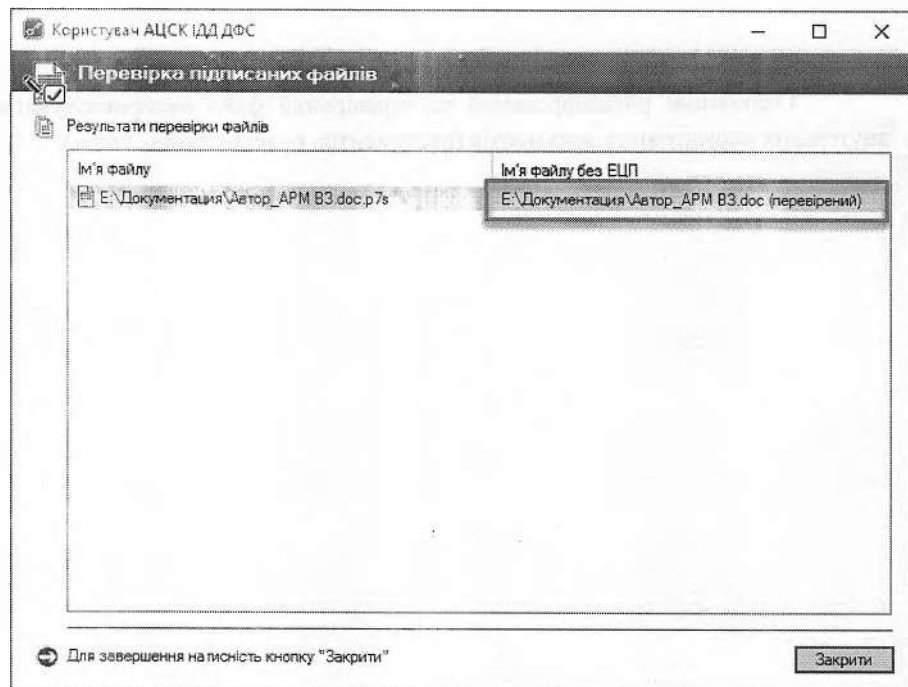 Користувач АЦСК ІДД ДФС
Перевірка підписаних файлів
Результати перевірки файлів
Ім'я файлу
Ім'я файлу без ЕЦП
E:\Документация\Автор_АРМ ВЗ.doc.p7s
E:\Документация\Автор_АРМ ВЗ.doc (перевірений)
Для завершення натисність кнопку "Закрити"
Закрити